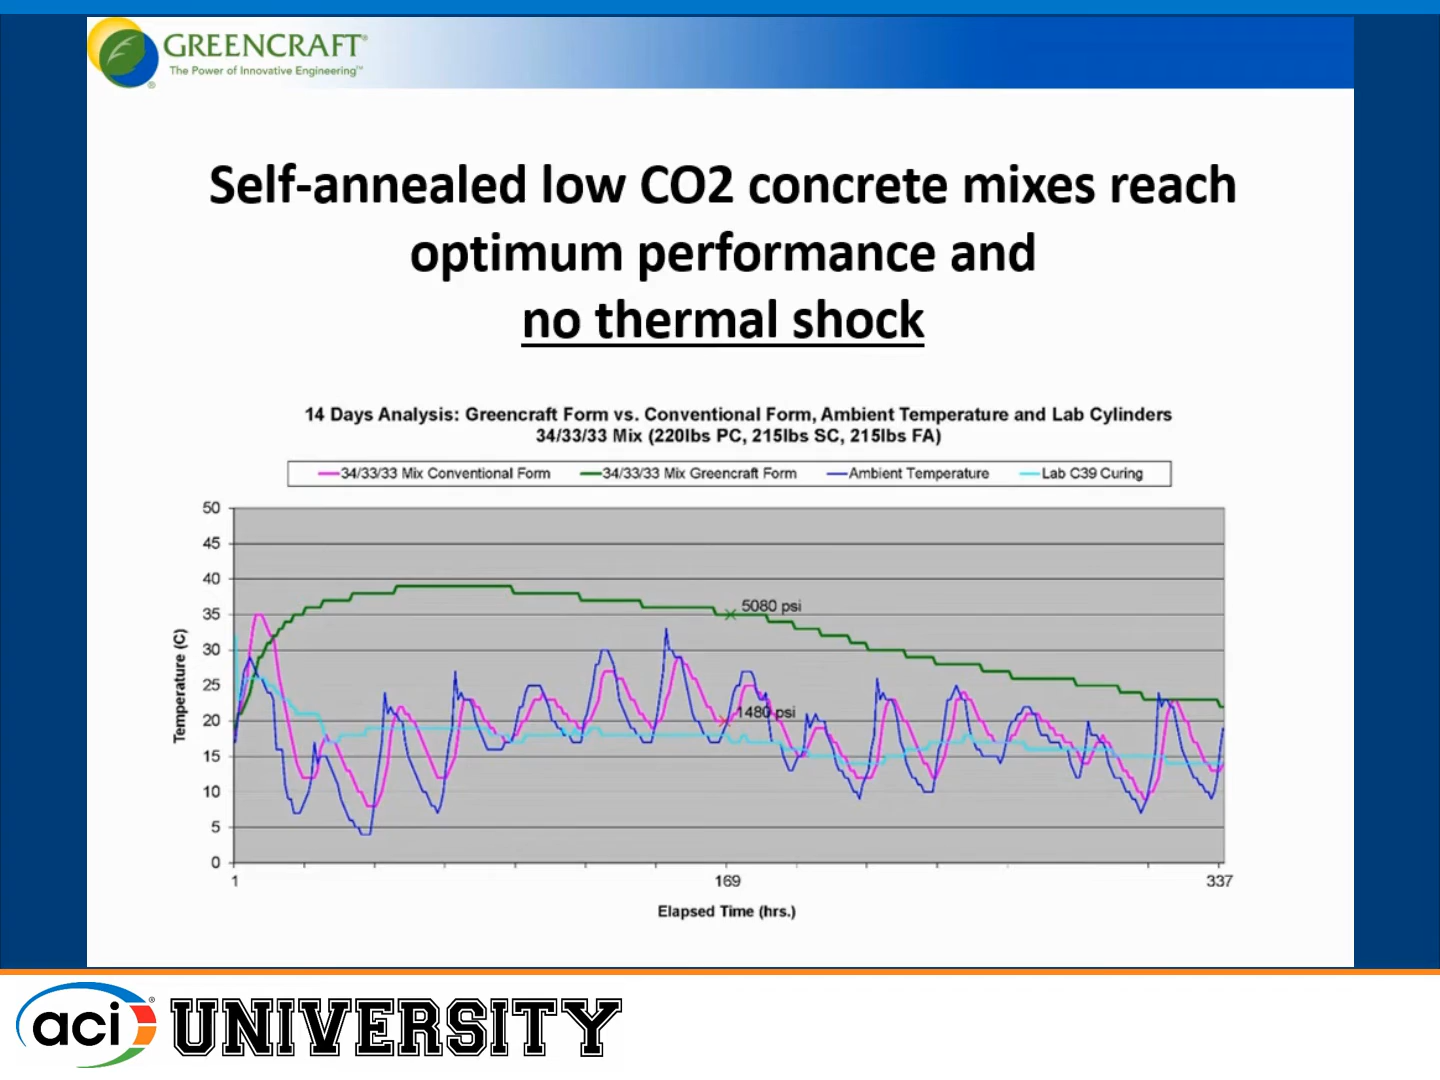 GREENCRAFT®
The Power of Innovative Engineering™
®
Self-annealed low CO2 concrete mixes reach
optimum performance and
no thermal shock
14 Days Analysis: Greencraft Form vs. Conventional Form, Ambient Temperature and Lab Cylinders
34/33/33 Mix (220lbs PC, 215lbs SC, 215lbs FA)
34/33/33 Mix Conventional Form 34/33/33 Mix Greencraft Form Ambient Temperature Lab C39 Curing
50
45
40
35
30
25
20
15
10
5
0
Temperature (C)
5080 psi
1480 psi
1 169 337
Elapsed Time (hrs.)
aci® UNIVERSITY